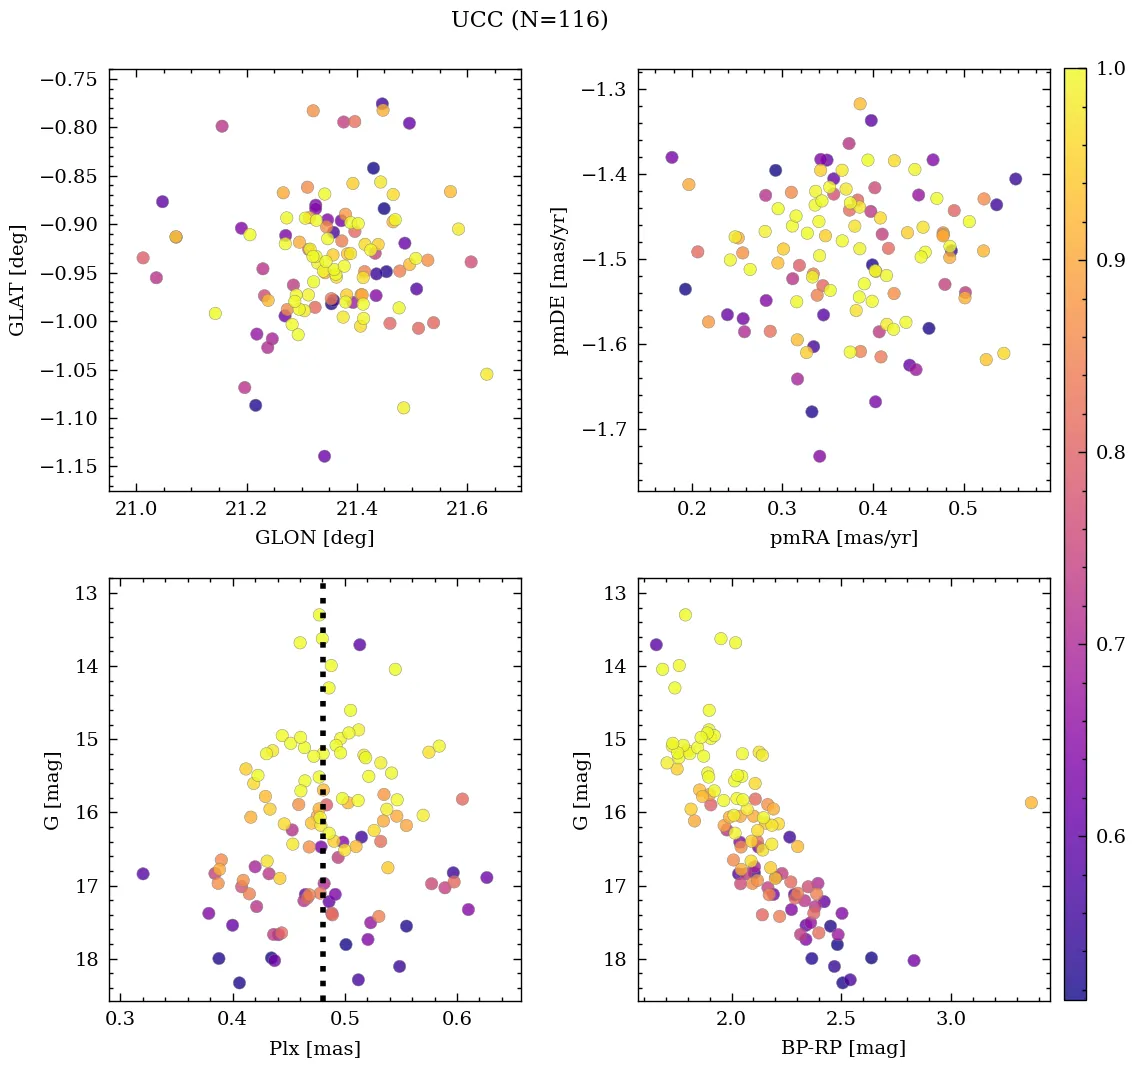 UCC (N=116)
−0.75
−0.80
−0.85
−0.90
−0.95
−1.00
−1.05
−1.10
−1.15
GLAT [deg]
21.0 21.2 21.4 21.6
GLON [deg]
−1.3
−1.4
−1.5
−1.6
−1.7
pmDE [mas/yr]
0.2 0.3 0.4 0.5
pmRA [mas/yr]
13
14
15
16
17
18
G [mag]
0.3 0.4 0.5 0.6
Plx [mas]
13
14
15
16
17
18
G [mag]
2.0 2.5 3.0
BP-RP [mag]
1.0
0.9
0.8
0.7
0.6